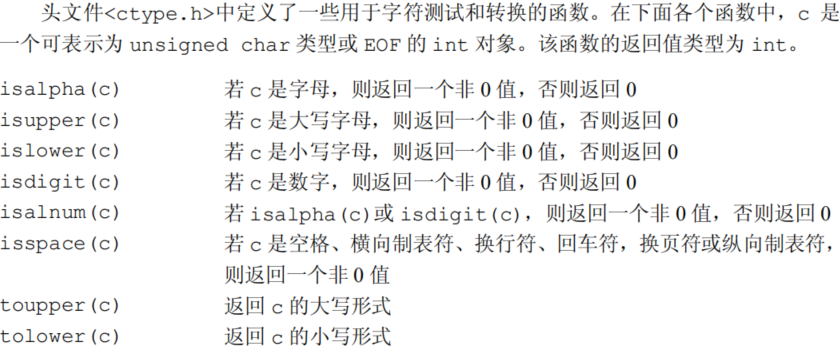 头文件<ctype.h>中定义了一些用于字符测试和转换的函数。在下面各个函数中，c 是
一个可表示为 unsigned char 类型或 EOF 的 int 对象。该函数的返回值类型为 int。
isalpha(c) 若 c 是字母，则返回一个非 0 值，否则返回 0
isupper(c) 若 c 是大写字母，则返回一个非 0 值，否则返回 0
islower(c) 若 c 是小写字母，则返回一个非 0 值，否则返回 0
isdigit(c) 若 c 是数字，则返回一个非 0 值，否则返回 0
isalnum(c) 若 isalpha(c)或 isdigit(c)，则返回一个非 0 值，否则返回 0
isspace(c) 若 c 是空格、横向制表符、换行符、回车符，换页符或纵向制表符，
则返回一个非 0 值
toupper(c) 返回 c 的大写形式
tolower(c) 返回 c 的小写形式